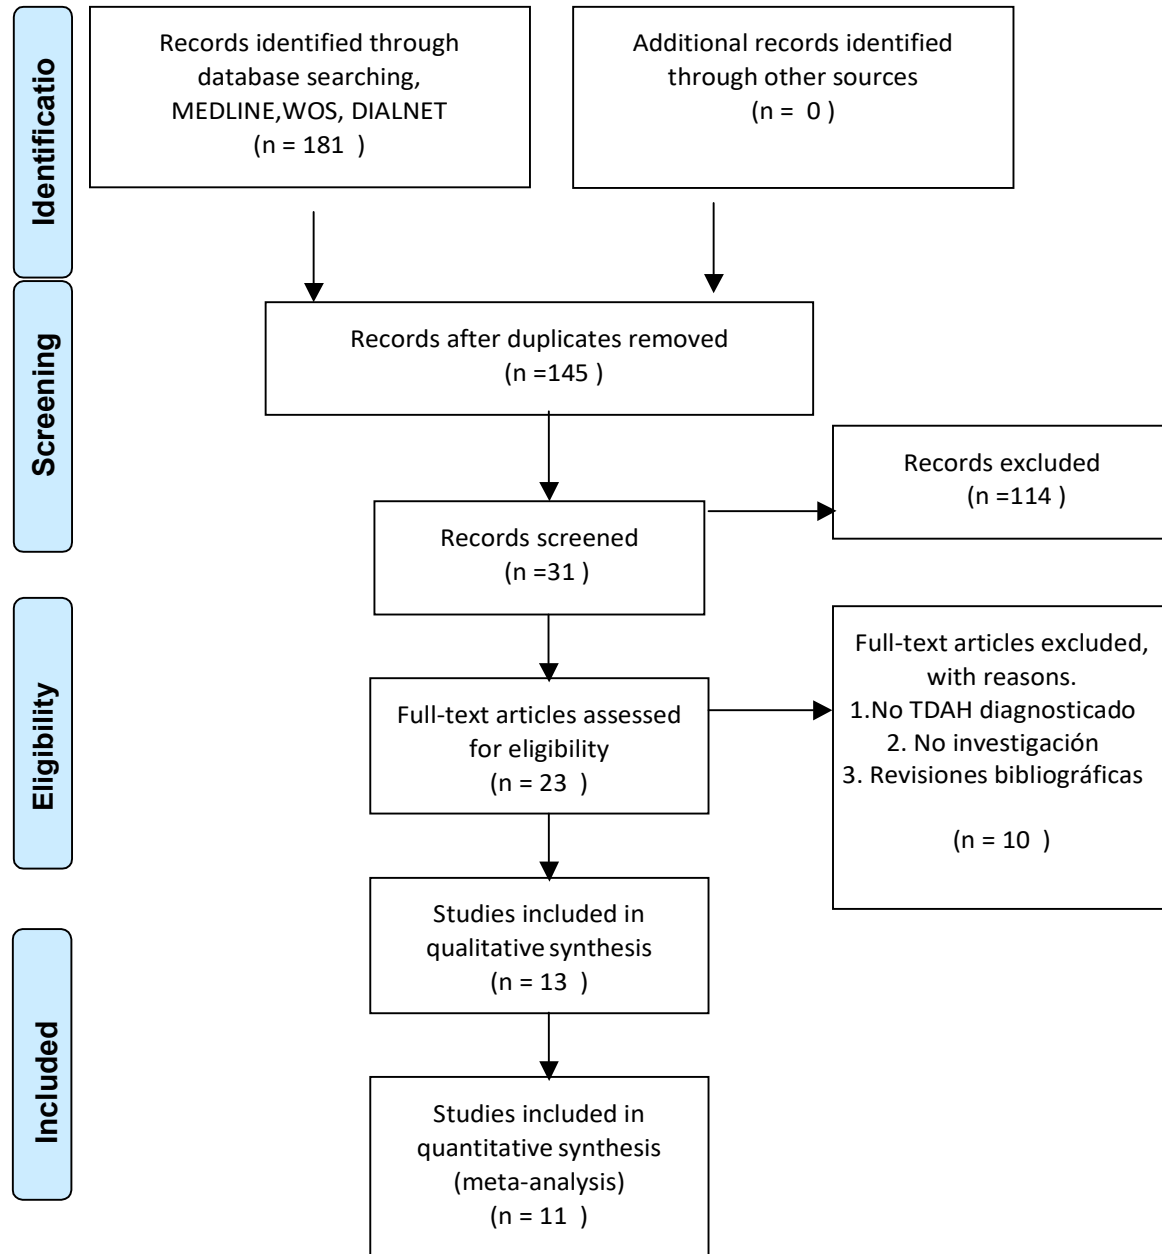 Identificatio
Records identified through
database searching,
MEDLINE,WOS, DIALNET
(n = 181  )
Additional records identified
through other sources
(n =  0 )
Screening
Records after duplicates removed
(n =145 )
Records excluded
(n =114 )
Records screened
(n =31 )
Eligibility
Full-text articles assessed
for eligibility
(n = 23  )
Full-text articles excluded,
with reasons.
1.No TDAH diagnosticado
2. No investigación
3. Revisiones bibliográficas
(n = 10  )
Included
Studies included in
qualitative synthesis
(n = 13  )
Studies included in
quantitative synthesis
(meta-analysis)
(n = 11  )